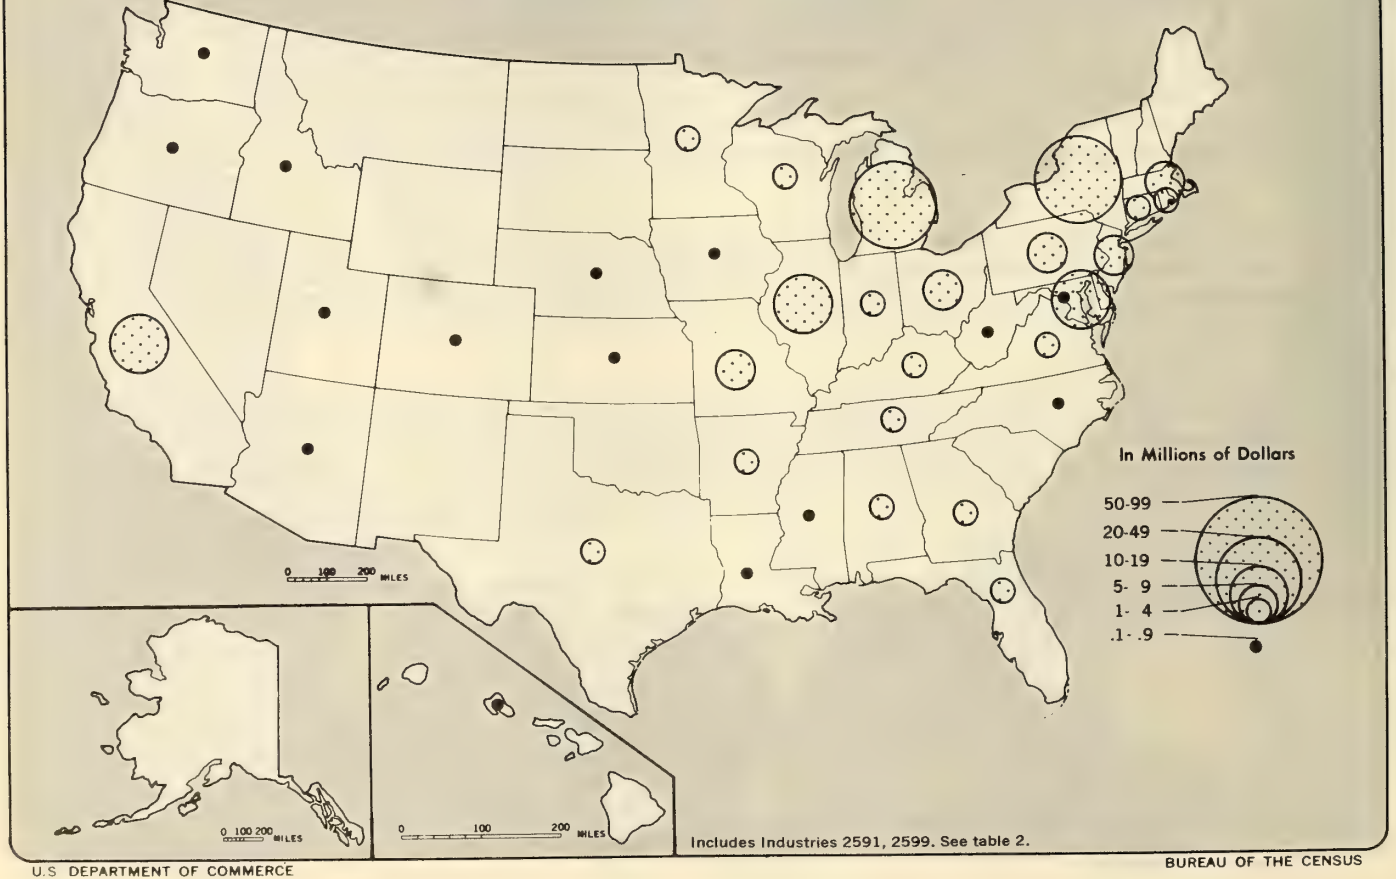 In Millions of Dollars
50-99
20-49
10-19
5- 9
1- 4
.1- .9
0 100 200 MILES
0 100 200 MILES
0 100 200 MILES
Includes Industries 2591, 2599. See table 2.
U.S DEPARTMENT OF COMMERCE
BUREAU OF THE CENSUS